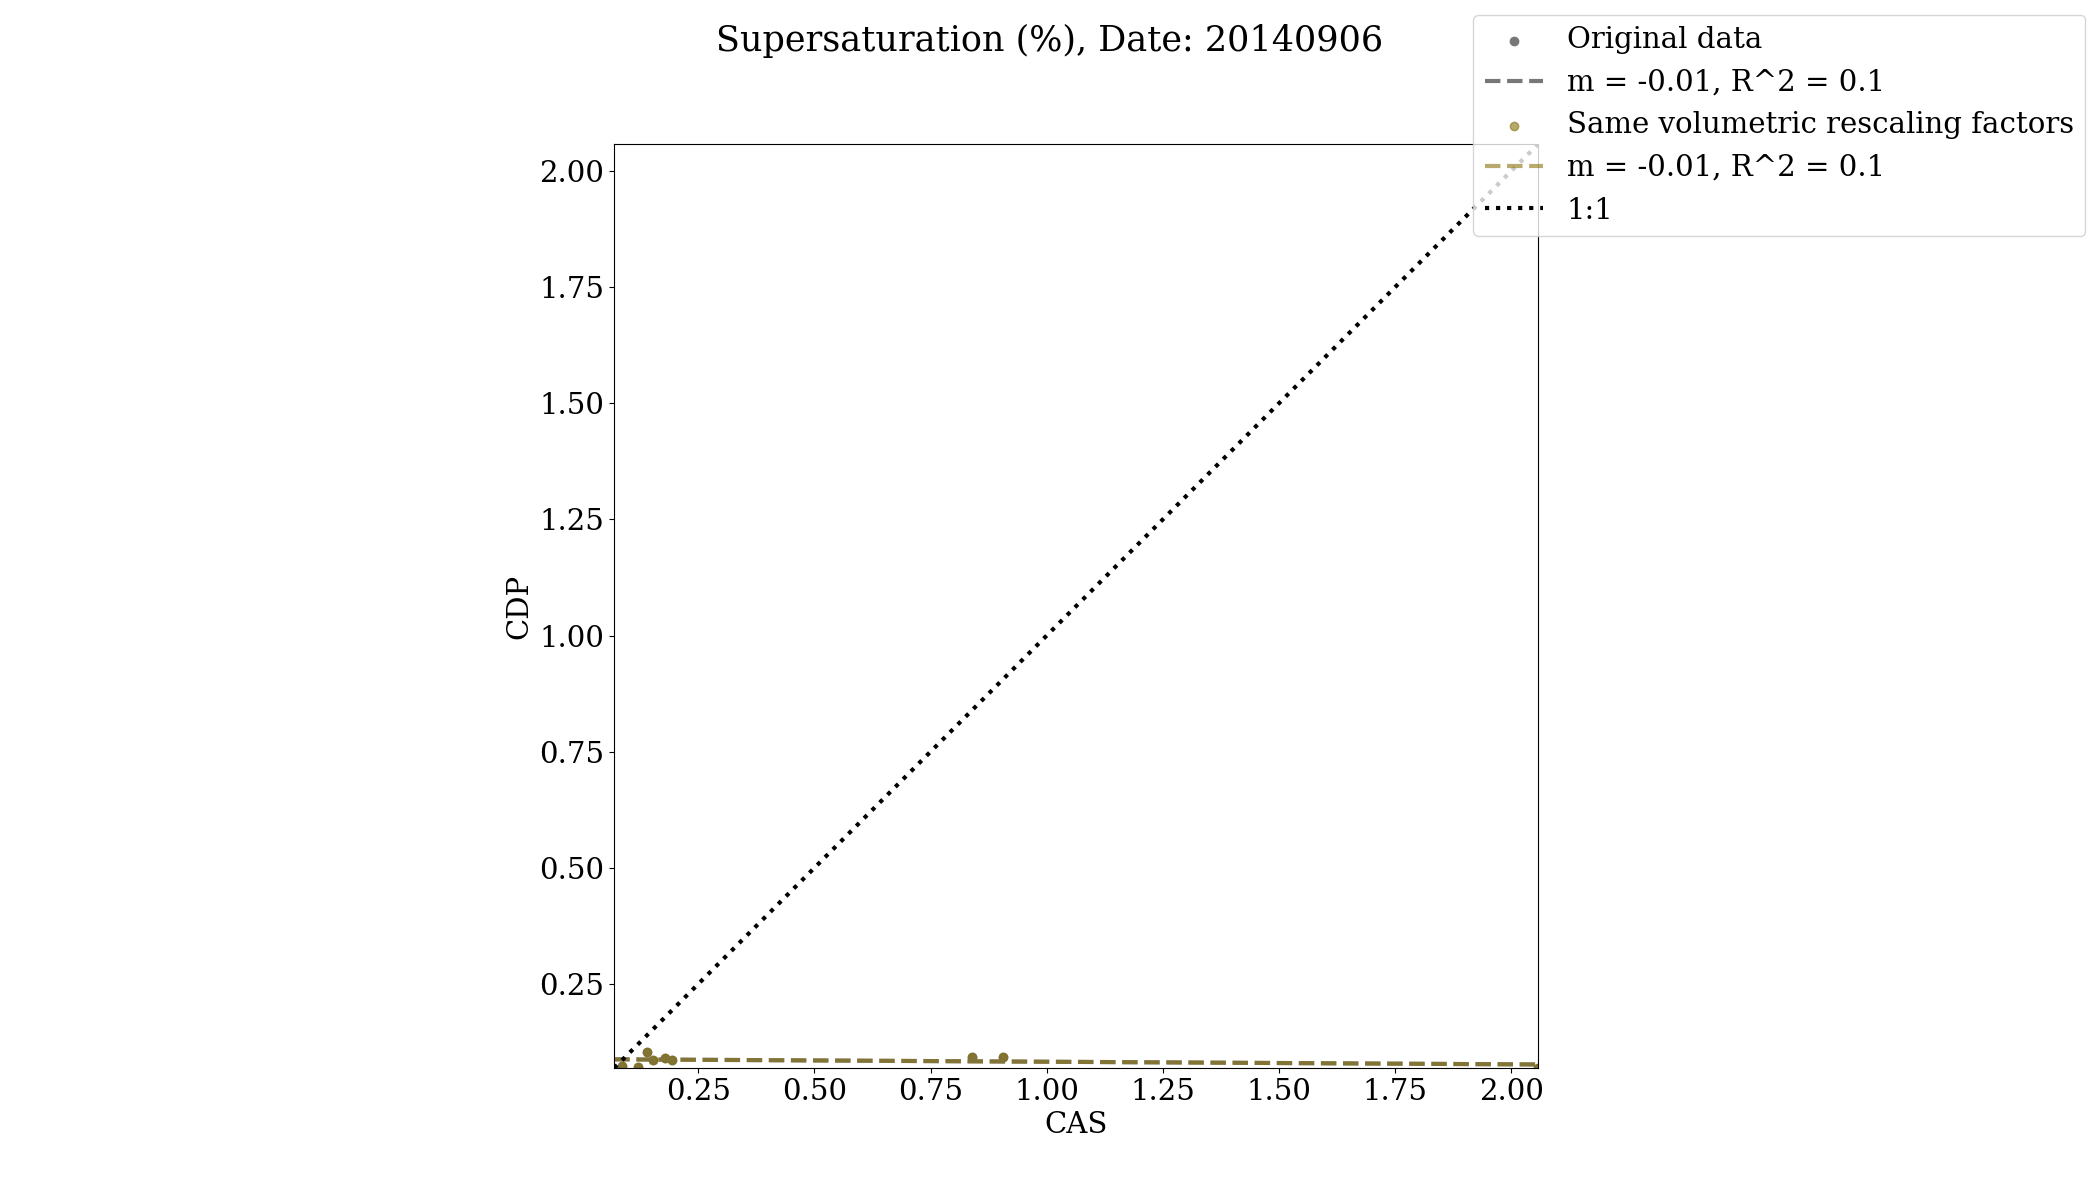 Supersaturation (%), Date: 20140906
Original data
m = -0.01, R^2 = 0.1
Same volumetric rescaling factors
m = -0.01, R^2 = 0.1
1:1
2.00
1.75
1.50
1.25
1.00
0.75
0.50
0.25
CDP
0.25 0.50 0.75 1.00 1.25 1.50 1.75 2.00
CAS